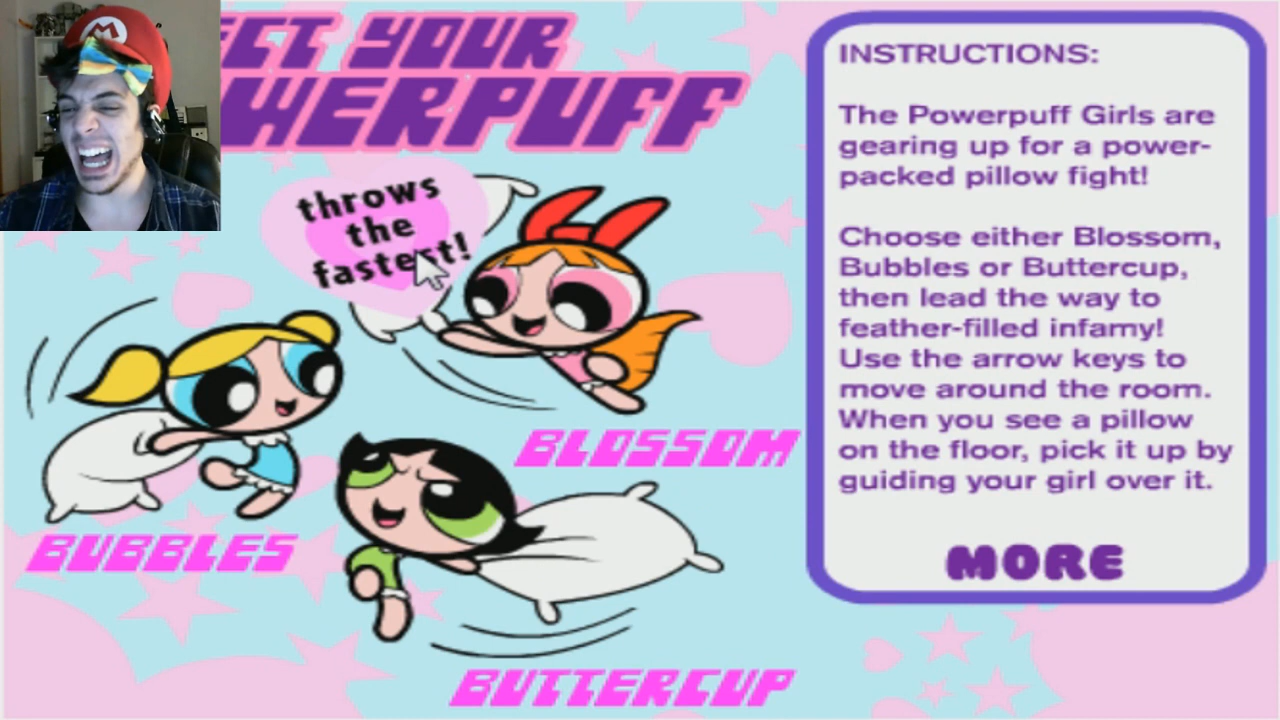 ECT YOUR
WERPUFF
throws
the
fastest!
BLOSSOM
BUBBLES
BUTTERCUP
INSTRUCTIONS:
The Powerpuff Girls are
gearing up for a power-
packed pillow fight!
Choose either Blossom,
Bubbles or Buttercup,
then lead the way to
feather-filled infamy!
Use the arrow keys to
move around the room.
When you see a pillow
on the floor, pick it up by
guiding your girl over it.
MORE